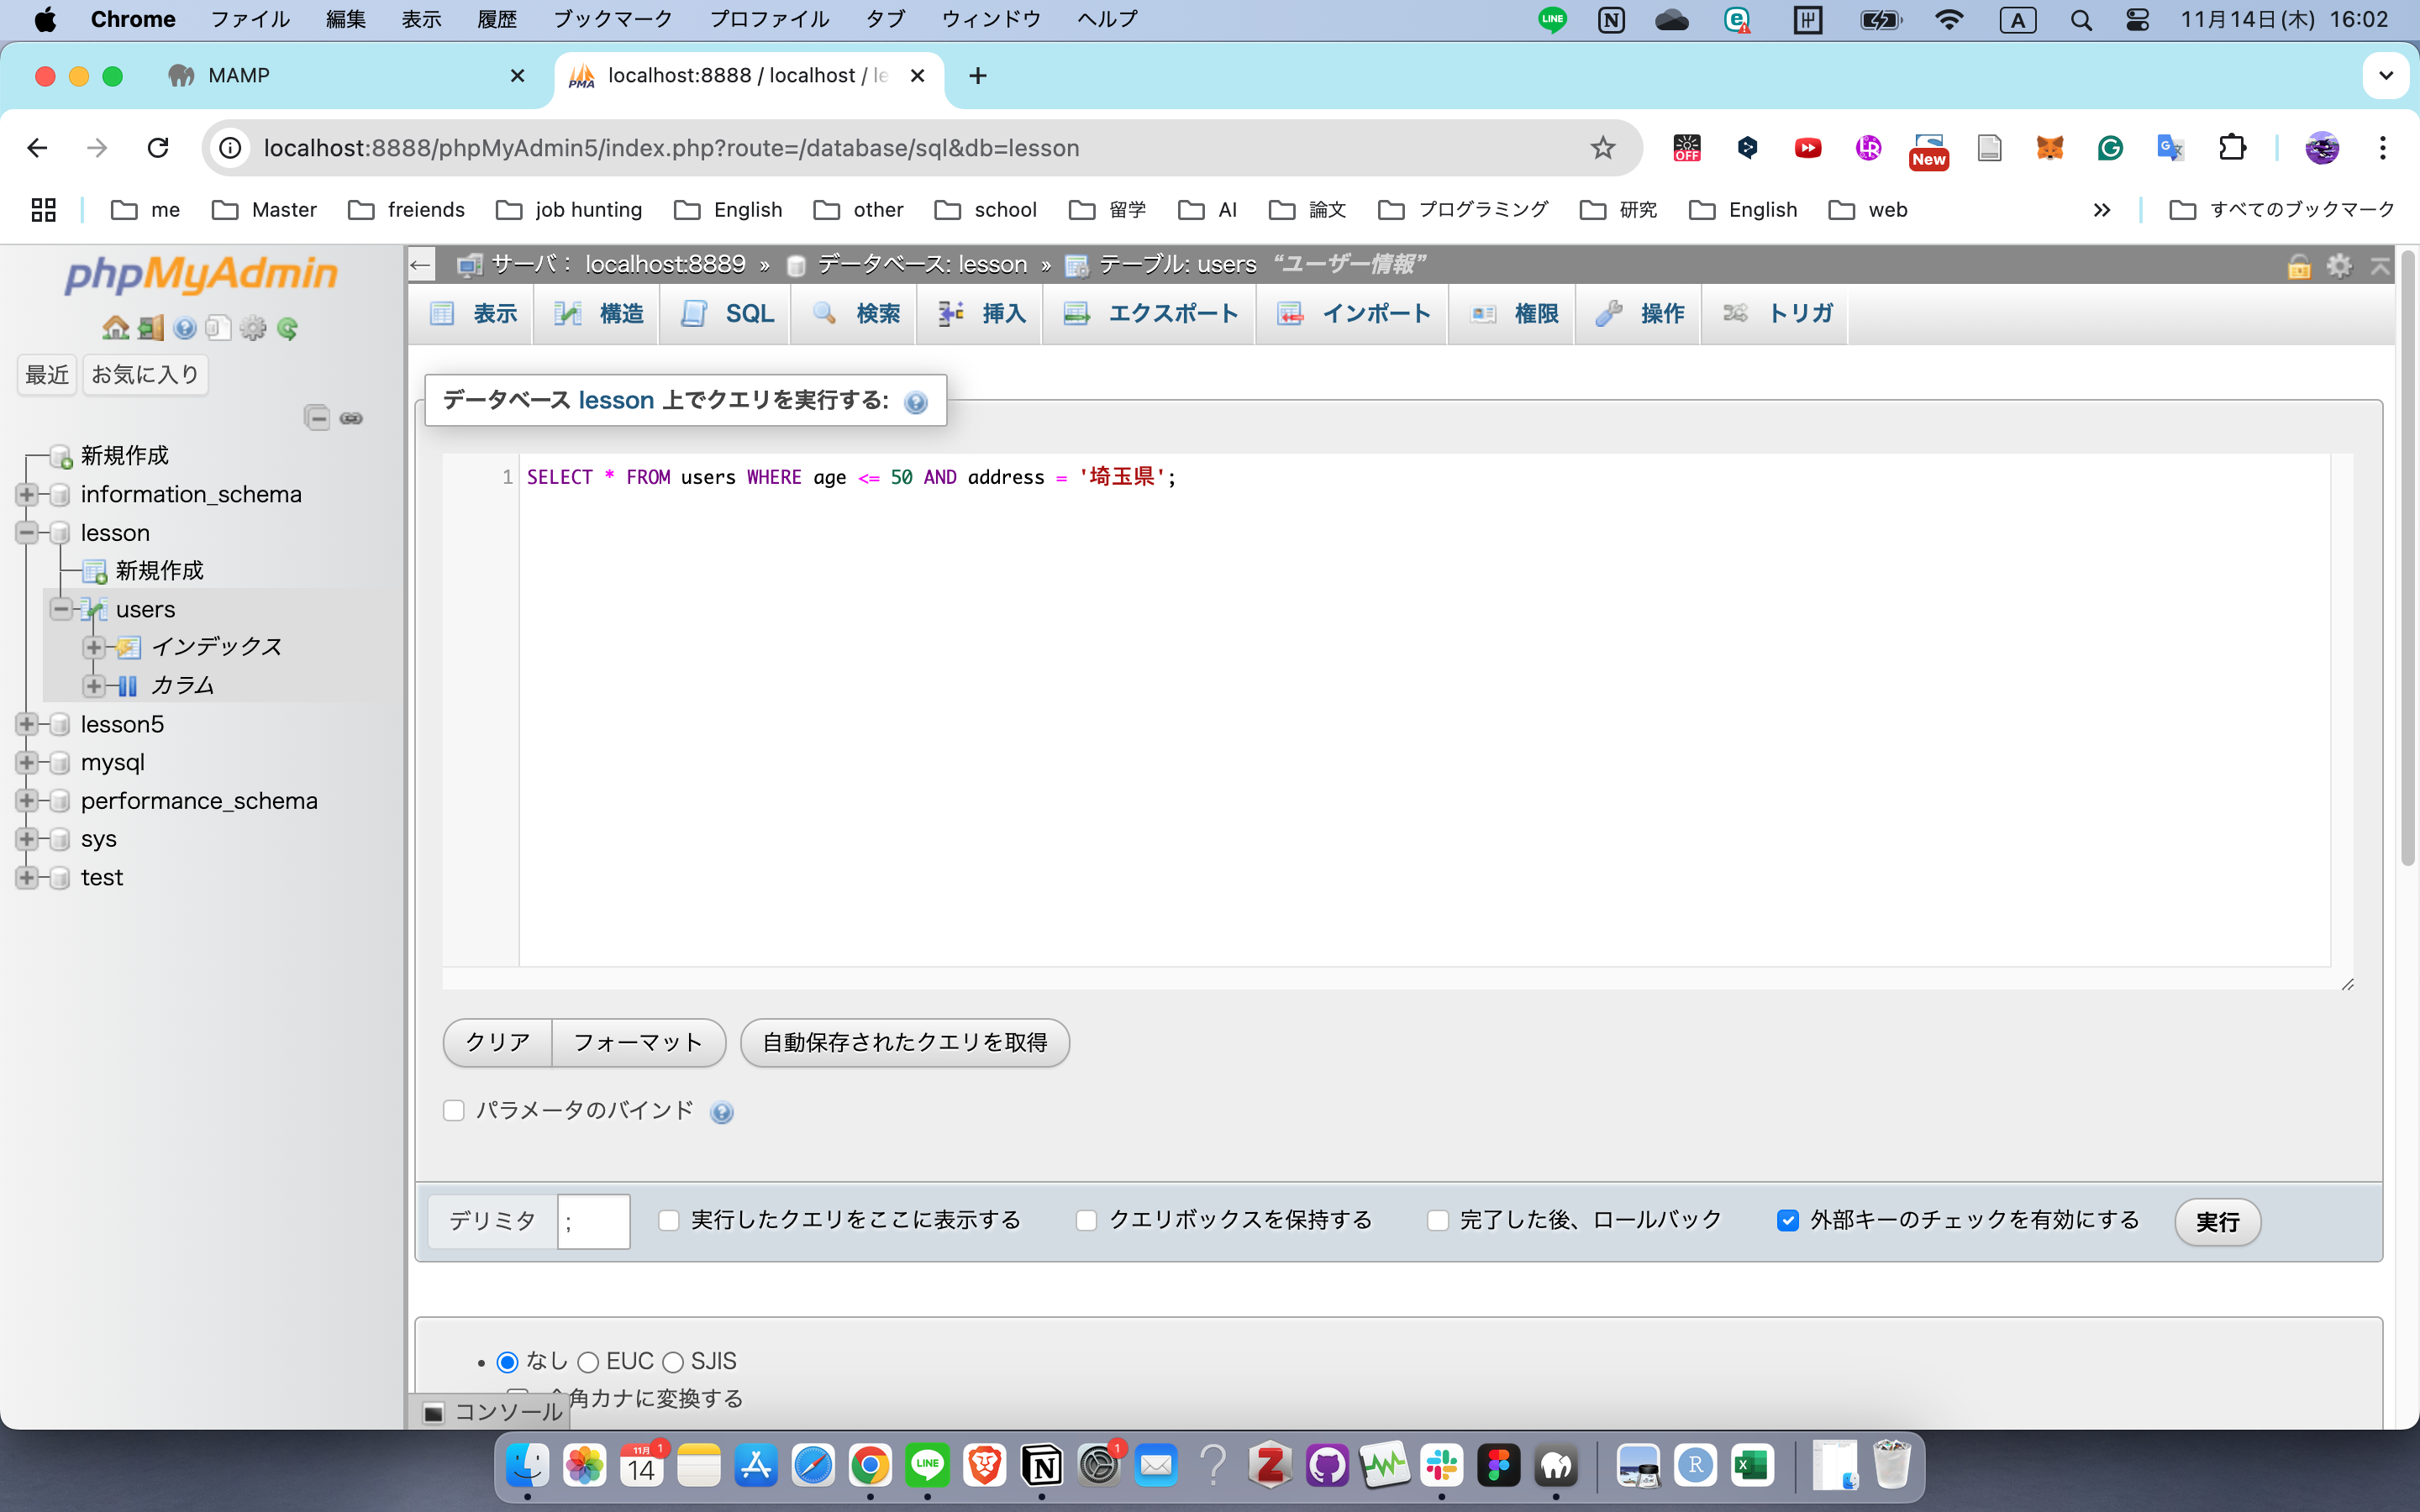 Chrome ファイル 編集 表示 履歴 ブックマーク プロファイル タブ ウィンドウ ヘルプ LINE N A 11月14日(木) 16:02
MAMP
PMA localhost:8888 / localhost / le
localhost:8888/phpMyAdmin5/index.php?route=/database/sql&db=lesson
OFF New
me Master freiends job hunting English other school 留学 AI 論文 プログラミング 研究 English web すべてのブックマーク
phpMyAdmin
最近 お気に入り
新規作成
information_schema
lesson
新規作成
users
インデックス
カラム
lesson5
mysql
performance_schema
sys
test
サーバ: localhost:8889 » データベース: lesson » テーブル: users “ユーザー情報”
表示 構造 SQL 検索 挿入 エクスポート インポート 権限 操作 トリガ
データベース lesson 上でクエリを実行する:
1 SELECT * FROM users WHERE age <= 50 AND address = '埼玉県';
クリア フォーマット 自動保存されたクエリを取得
パラメータのバインド
デリミタ ; 実行したクエリをここに表示する クエリボックスを保持する 完了した後、ロールバック 外部キーのチェックを有効にする 実行
• なし EUC SJIS
角カナに変換する
コンソール
11月 14 1 LINE N 1 Z R X